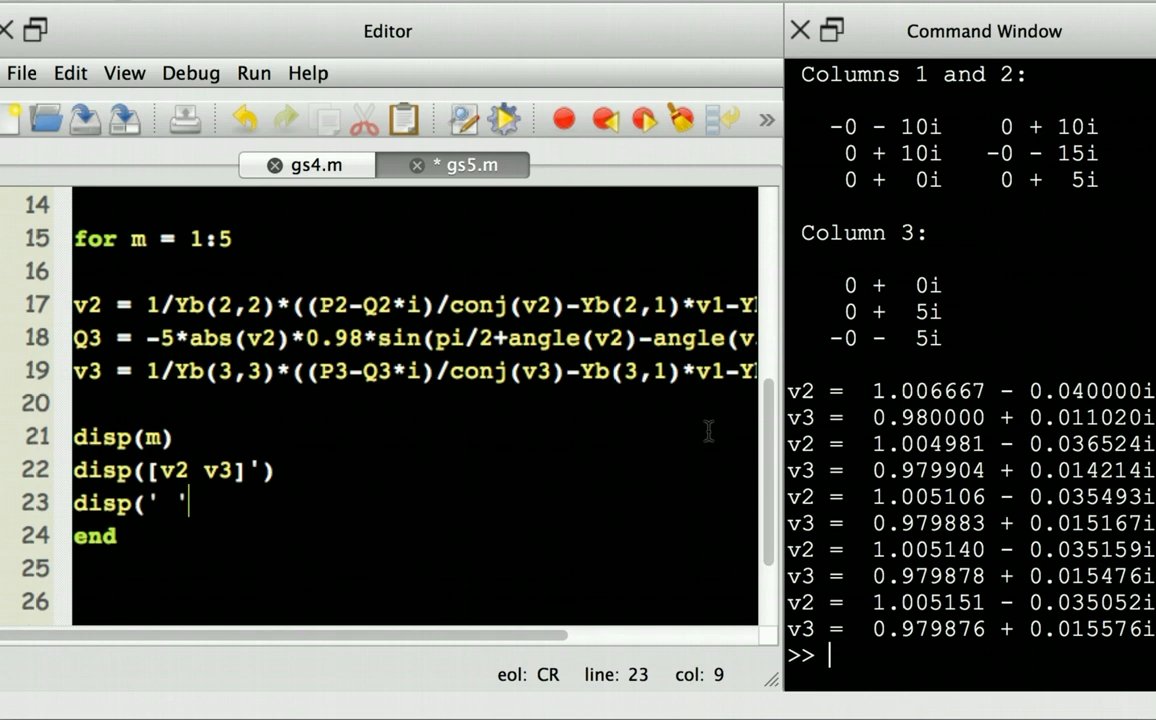 Editor
File Edit View Debug Run Help
»
gs4.m
* gs5.m
14
15 for m = 1:5
16
17 v2 = 1/Yb(2,2)*((P2-Q2*i)/conj(v2)-Yb(2,1)*v1-Y
18 Q3 = -5*abs(v2)*0.98*sin(pi/2+angle(v2)-angle(v
19 v3 = 1/Yb(3,3)*((P3-Q3*i)/conj(v3)-Yb(3,1)*v1-Y
20
21 disp(m)
22 disp([v2 v3]')
23 disp(' '
24 end
25
26
eol: CR line: 23 col: 9
Command Window
Columns 1 and 2:
-0 - 10i 0 + 10i
0 + 10i -0 - 15i
0 + 0i 0 + 5i
Column 3:
0 + 0i
0 + 5i
-0 - 5i
v2 = 1.006667 - 0.040000i
v3 = 0.980000 + 0.011020i
v2 = 1.004981 - 0.036524i
v3 = 0.979904 + 0.014214i
v2 = 1.005106 - 0.035493i
v3 = 0.979883 + 0.015167i
v2 = 1.005140 - 0.035159i
v3 = 0.979878 + 0.015476i
v2 = 1.005151 - 0.035052i
v3 = 0.979876 + 0.015576i
>>